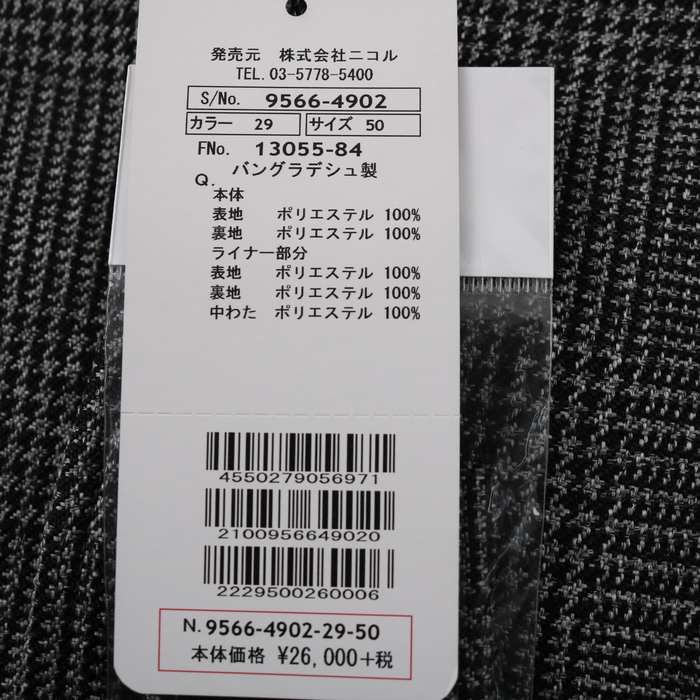 発売元 株式会社ニコル
TEL. 03-5778-5400
S/No. 9566-4902
カラー 29 サイズ 50
FNo. 13055-84
バングラデシュ製
Q.
本体
表地 ポリエステル 100%
裏地 ポリエステル 100%
ライナー部分
表地 ポリエステル 100%
裏地 ポリエステル 100%
中わた ポリエステル 100%
4550279056971
2100956649020
2229500260006
N. 9566-4902-29-50
本体価格 ¥26,000+税